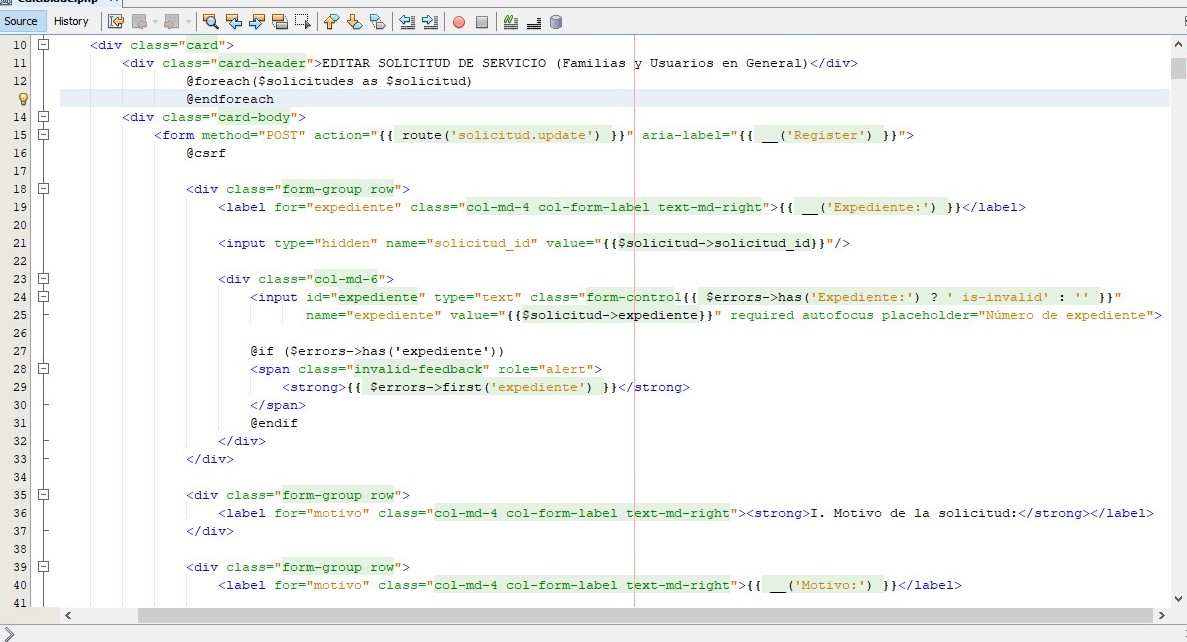 Source History
10 <div class="card">
11 <div class="card-header">EDITAR SOLICITUD DE SERVICIO (Familias y Usuarios en General)</div>
12 @foreach($solicitudes as $solicitud)
@endforeach
14 <div class="card-body">
15 <form method="POST" action="{{ route('solicitud.update') }}" aria-label="{{ __('Register') }}">
16 @csrf
17
18 <div class="form-group row">
19 <label for="expediente" class="col-md-4 col-form-label text-md-right">{{ __('Expediente:') }}</label>
20
21 <input type="hidden" name="solicitud_id" value="{{$solicitud->solicitud_id}}"/>
22
23 <div class="col-md-6">
24 <input id="expediente" type="text" class="form-control{{ $errors->has('Expediente:') ? ' is-invalid' : '' }}"
25 name="expediente" value="{{$solicitud->expediente}}" required autofocus placeholder="Número de expediente">
26
27 @if ($errors->has('expediente'))
28 <span class="invalid-feedback" role="alert">
29 <strong>{{ $errors->first('expediente') }}</strong>
30 </span>
31 @endif
32 </div>
33 </div>
34
35 <div class="form-group row">
36 <label for="motivo" class="col-md-4 col-form-label text-md-right"><strong>I. Motivo de la solicitud:</strong></label>
37 </div>
38
39 <div class="form-group row">
40 <label for="motivo" class="col-md-4 col-form-label text-md-right">{{ __('Motivo:') }}</label>
41